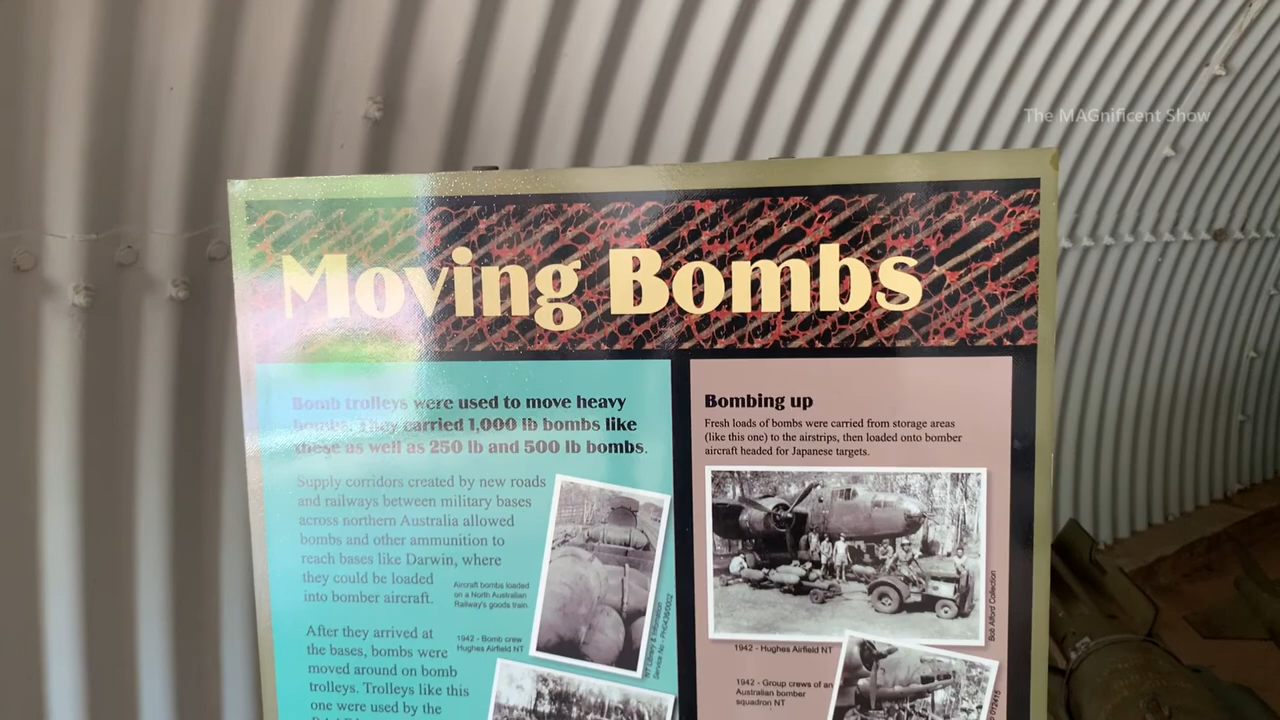 The MAGnificent Show
Moving Bombs
Bomb trolleys were used to move heavy
bombs. They carried 1,000 lb bombs like
these as well as 250 lb and 500 lb bombs.
Supply corridors created by new roads
and railways between military bases
across northern Australia allowed
bombs and other ammunition to
reach bases like Darwin, where
they could be loaded
into bomber aircraft.
Aircraft bombs loaded
on a North Australian
Railway's goods train.
After they arrived at
the bases, bombs were
moved around on bomb
trolleys. Trolleys like this
one were used by the
1942 - Bomb crew
Hughes Airfield NT
NT Library & Information
Service No - PH0436/0002
Bombing up
Fresh loads of bombs were carried from storage areas
(like this one) to the airstrips, then loaded onto bomber
aircraft headed for Japanese targets.
Bob Alford Collection
1942 - Hughes Airfield NT
1942 - Group crews of an
Australian bomber
squadron NT